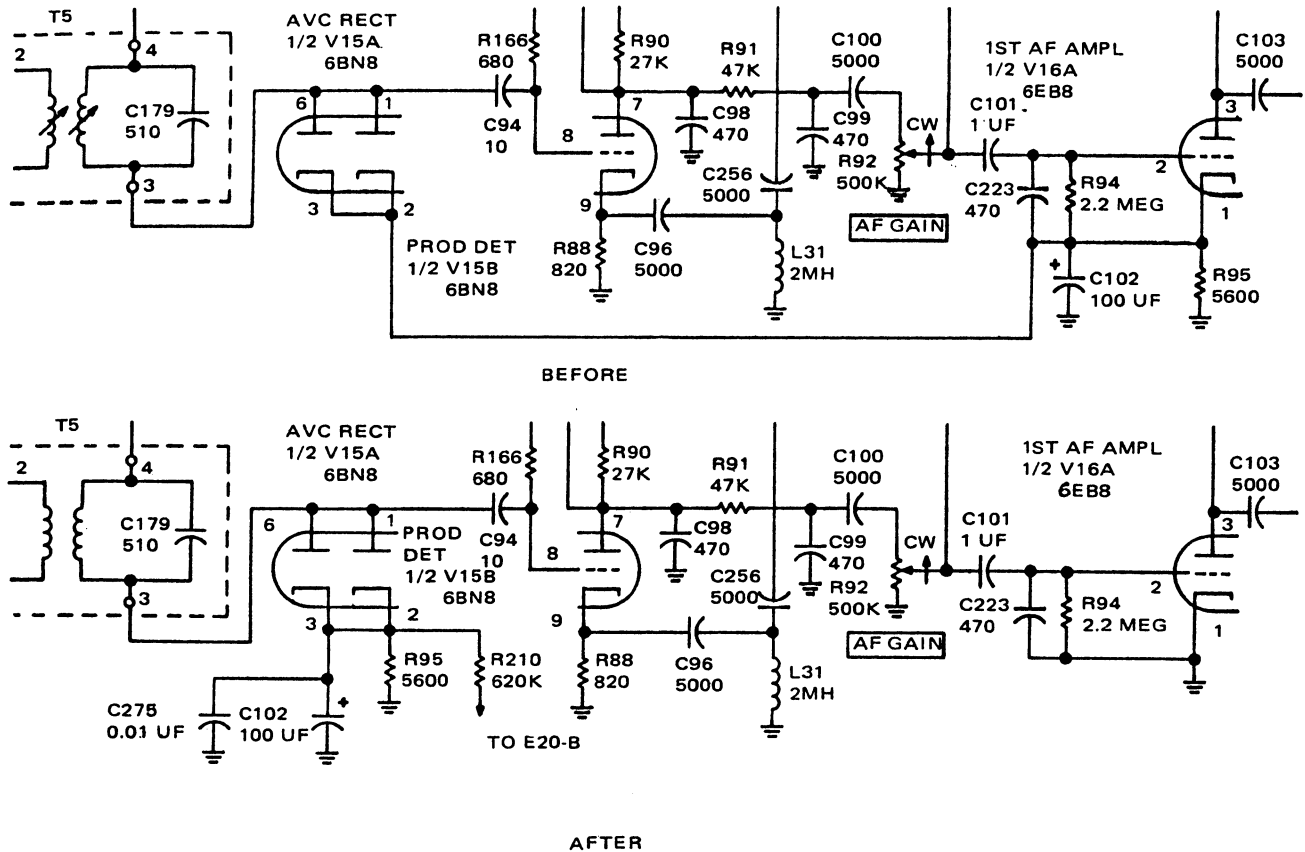 T5
2
4
C179
510
3
AVC RECT
1/2 V15A
6BN8
6
1
3
2
PROD DET
1/2 V15B
6BN8
R166
680
C94
10
8
9
7
R90
27K
R91
47K
C98
470
C100
5000
C99
470
R92
500K
CW
AF GAIN
C256
5000
R88
820
C96
5000
L31
2MH
1ST AF AMPL
1/2 V16A
6EB8
C101
1 UF
C223
470
R94
2.2 MEG
2
3
1
C103
5000
+
C102
100 UF
R95
5600
BEFORE
T5
2
4
C179
510
3
AVC RECT
1/2 V15A
6BN8
6
1
3
2
PROD
DET
1/2 V15B
6BN8
R166
680
C94
10
8
9
7
R90
27K
R91
47K
C98
470
C100
5000
C99
470
R92
500K
CW
AF GAIN
C256
5000
R95
5600
R210
620K
R88
820
C96
5000
L31
2MH
C275
0.01 UF
C102
100 UF
+
TO E20-B
1ST AF AMPL
1/2 V16A
6EB8
C101
1 UF
C223
470
R94
2.2 MEG
2
3
1
C103
5000
AFTER